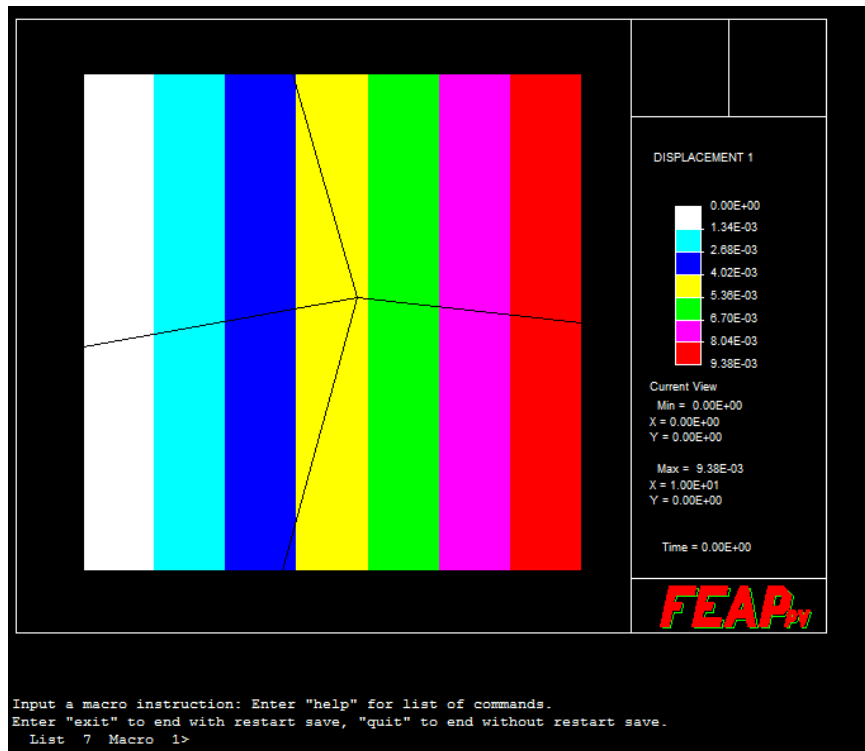 DISPLACEMENT 1
0.00E+00
1.34E-03
2.68E-03
4.02E-03
5.36E-03
6.70E-03
8.04E-03
9.38E-03
Current View
Min = 0.00E+00
X = 0.00E+00
Y = 0.00E+00
Max = 9.38E-03
X = 1.00E+01
Y = 0.00E+00
Time = 0.00E+00
FEAPpv
Input a macro instruction: Enter "help" for list of commands.
Enter "exit" to end with restart save, "quit" to end without restart save.
List 7 Macro 1>